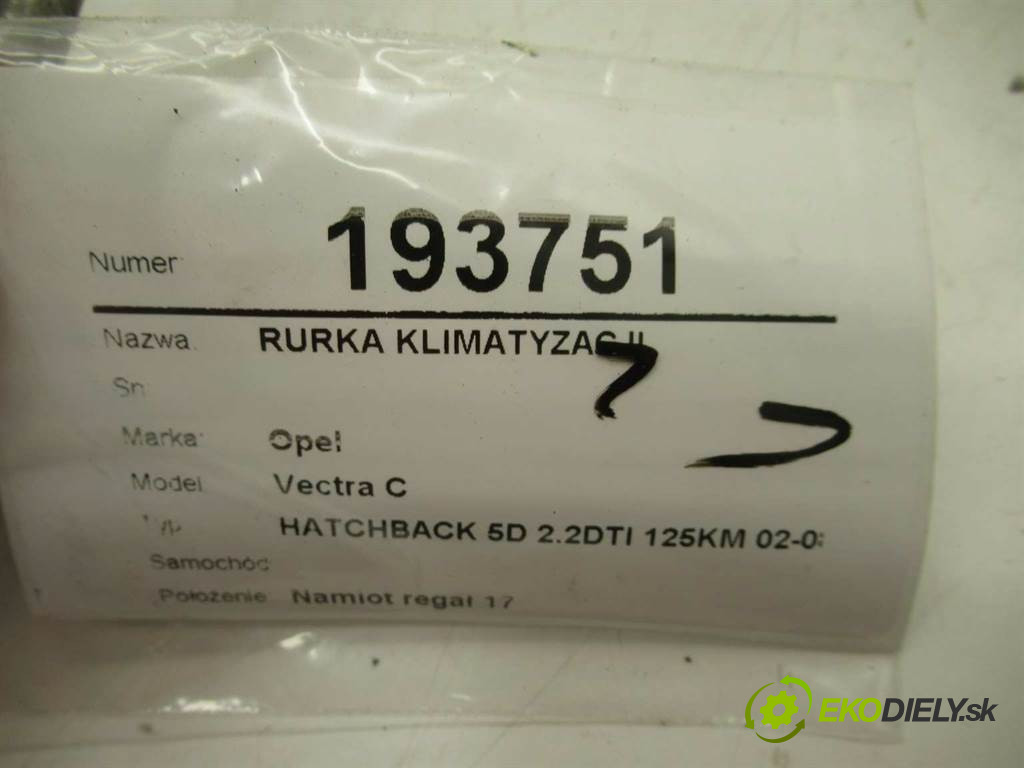 Numer: 193751
Nazwa: RURKA KLIMATYZACJI
Sn
Marka: Opel
Model Vectra C
Typ HATCHBACK 5D 2.2DTI 125KM 02-0
Samochód
Położenie Namiot regał 17
EKODIELY.sk